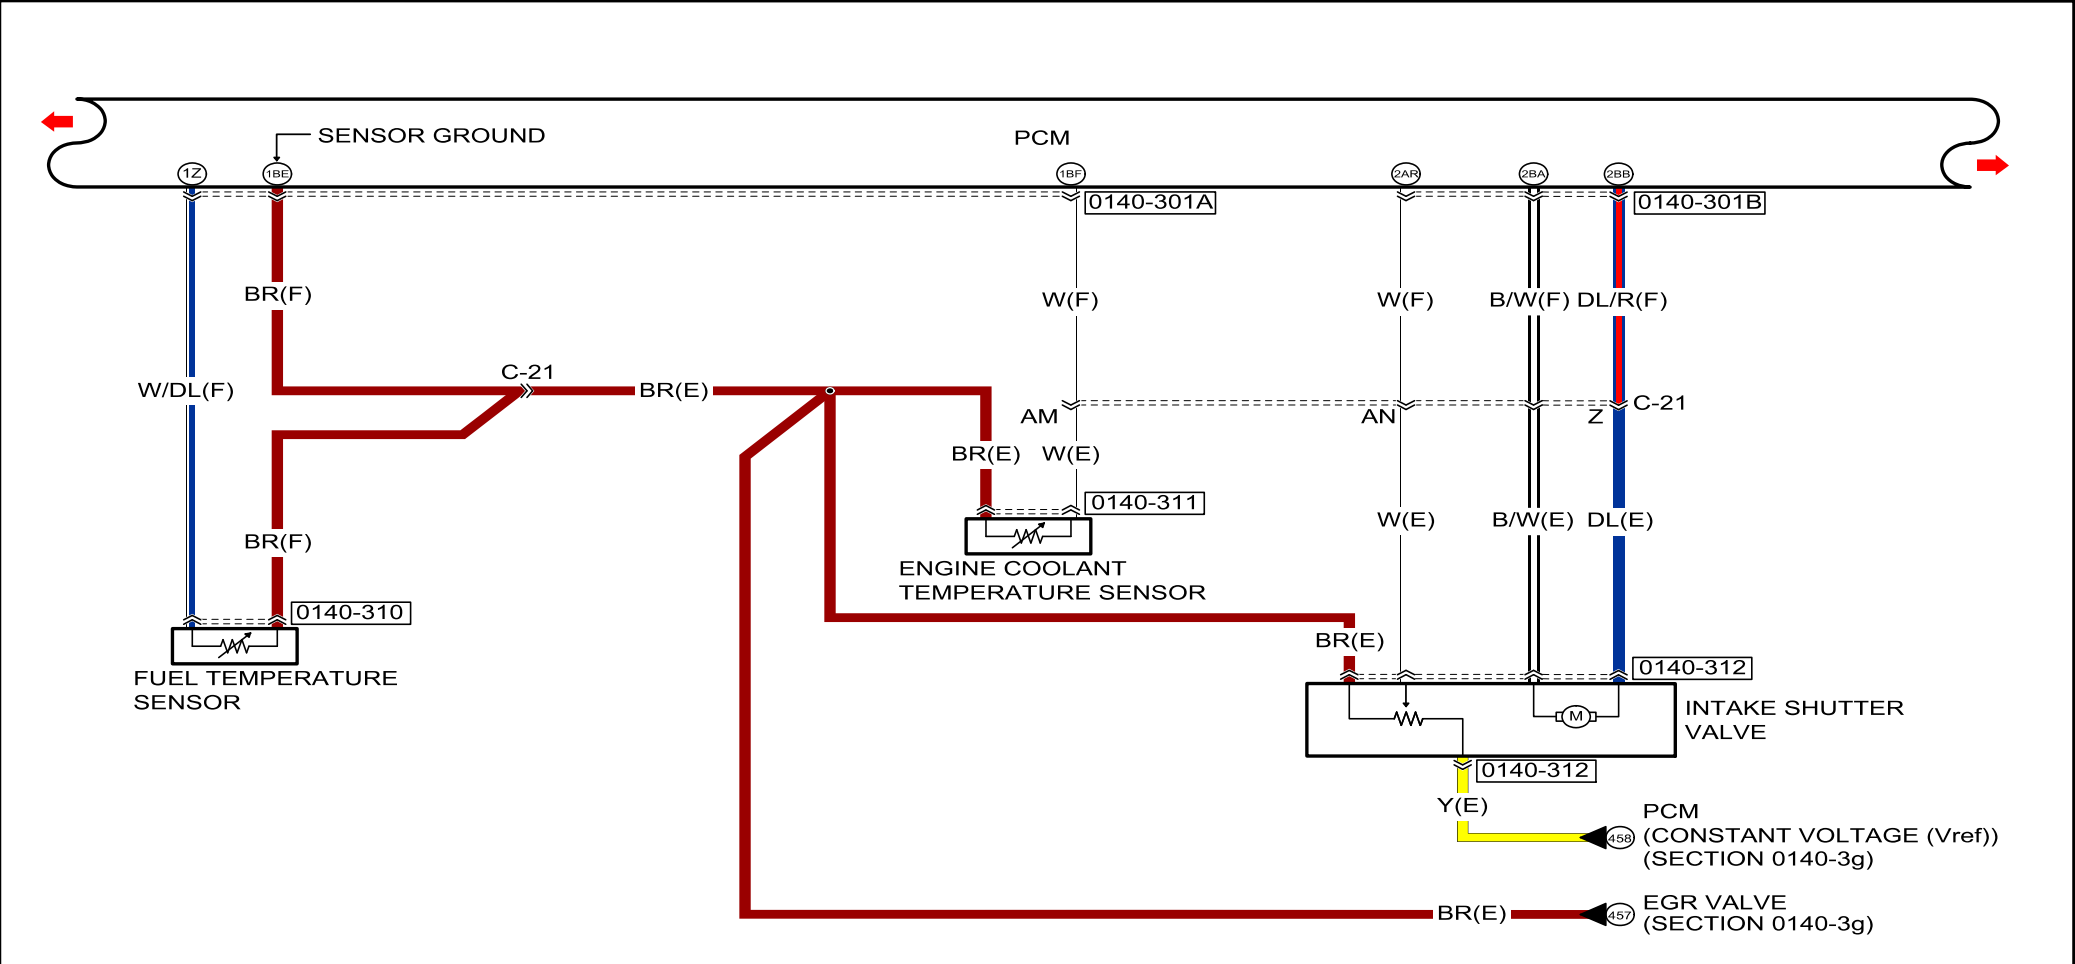 SENSOR GROUND
PCM
1Z
1BE
1BF
2AR
2BA
2BB
0140-301A
0140-301B
BR(F)
W(F)
W(F)
B/W(F)
DL/R(F)
C-21
W/DL(F)
BR(E)
AM
AN
Z
C-21
BR(E)
W(E)
0140-311
W(E)
B/W(E)
DL(E)
BR(F)
ENGINE COOLANT
TEMPERATURE SENSOR
0140-310
FUEL TEMPERATURE
SENSOR
BR(E)
0140-312
M
INTAKE SHUTTER
VALVE
0140-312
Y(E)
458
PCM
(CONSTANT VOLTAGE (Vref))
(SECTION 0140-3g)
BR(E)
457
EGR VALVE
(SECTION 0140-3g)